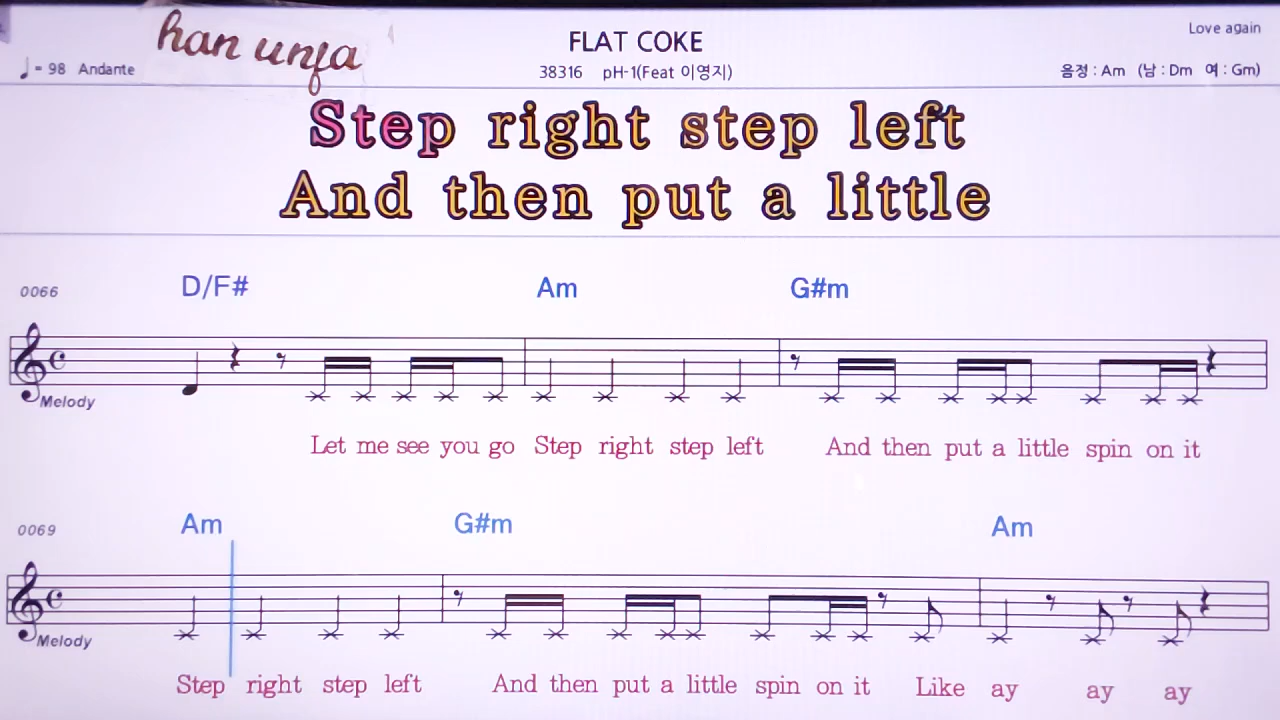 han unfa
FLAT COKE
Love again
♩ = 98 Andante
38316 pH-1(Feat 이영지)
음정 : Am (남 : Dm 여 : Gm)
Step right step left
And then put a little
0066 D/F# Am G#m
Melody
Let me see you go Step right step left And then put a little spin on it
0069 Am G#m Am
Melody
Step right step left And then put a little spin on it Like ay ay ay